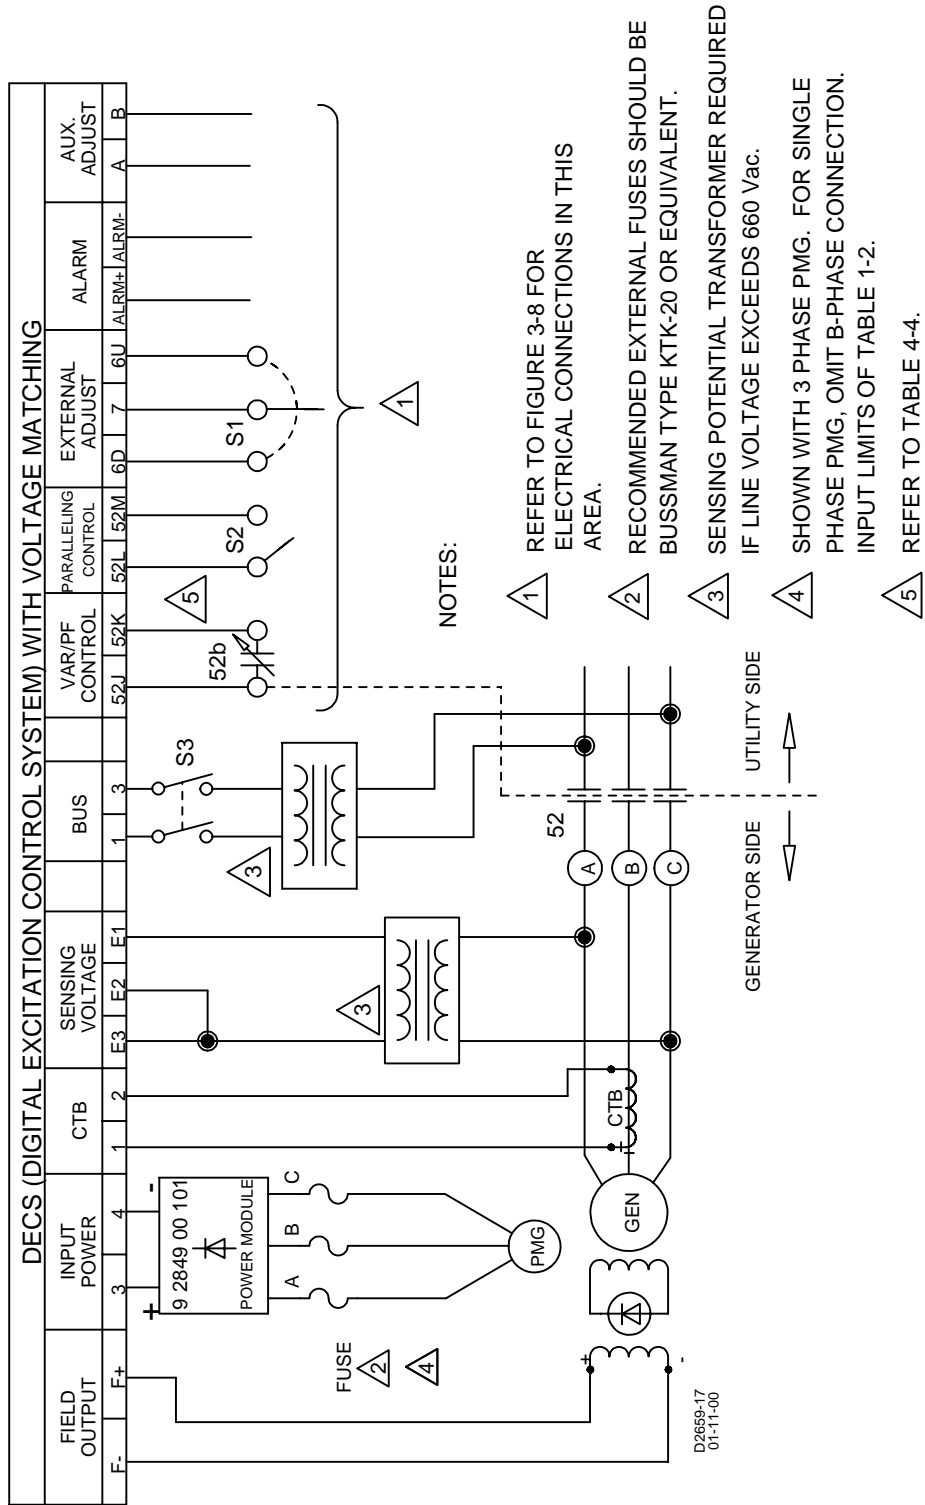 DECS (DIGITAL EXCITATION CONTROL SYSTEM) WITH VOLTAGE MATCHING
FIELD
OUTPUT
INPUT
POWER
CTB
SENSING
VOLTAGE
BUS
VAR/PF
CONTROL
PARALLELING
CONTROL
EXTERNAL
ADJUST
ALARM
AUX.
ADJUST
F- F+ 3 4 1 2 E3 E2 E1 1 3 52J 52K 52L 52M 6D 7 6U ALRM+ ALRM- A B
+ -
9 2849 00 101
POWER MODULE
A B C
FUSE
2
4
PMG
3
3
S3
52b
5
S2
S1
1
CTB
+
GEN
+
-
A
B
C
52
GENERATOR SIDE
UTILITY SIDE
D2659-17
01-11-00
NOTES:
1 REFER TO FIGURE 3-8 FOR
ELECTRICAL CONNECTIONS IN THIS
AREA.
2 RECOMMENDED EXTERNAL FUSES SHOULD BE
BUSSMAN TYPE KTK-20 OR EQUIVALENT.
3 SENSING POTENTIAL TRANSFORMER REQUIRED
IF LINE VOLTAGE EXCEEDS 660 Vac.
4 SHOWN WITH 3 PHASE PMG. FOR SINGLE
PHASE PMG, OMIT B-PHASE CONNECTION.
INPUT LIMITS OF TABLE 1-2.
5 REFER TO TABLE 4-4.